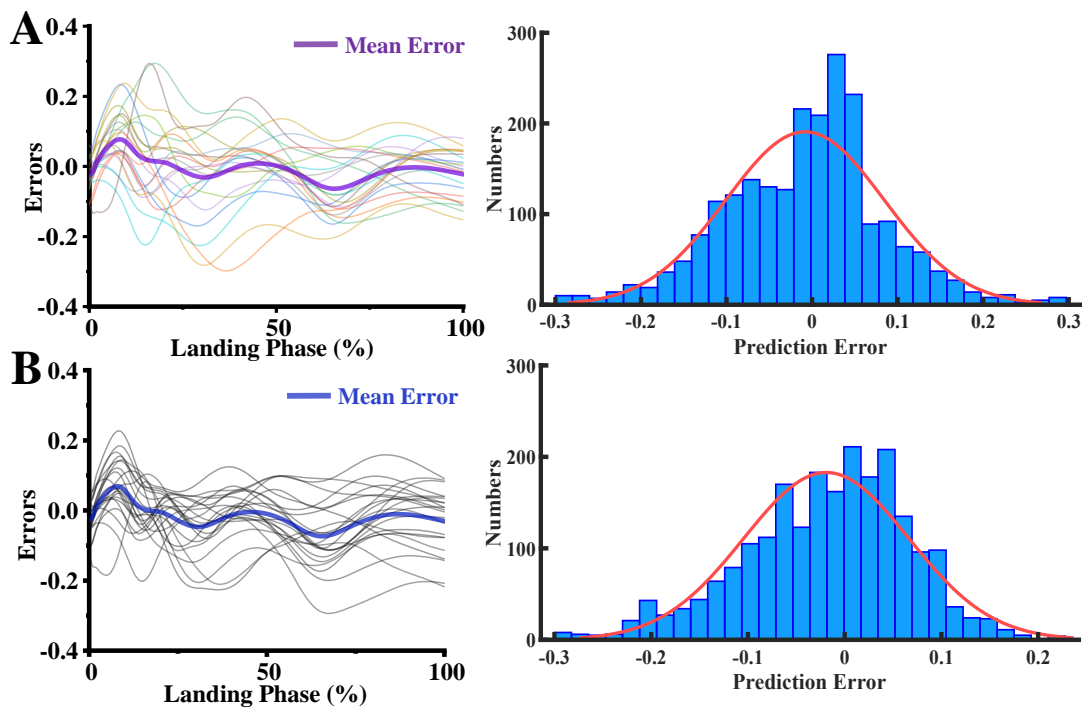 A
Errors
0.4
0.2
0.0
-0.2
-0.4
Mean Error
0 50 100
Landing Phase (%)
Numbers
300
200
100
0
-0.3 -0.2 -0.1 0 0.1 0.2 0.3
Prediction Error
B
Errors
0.4
0.2
0.0
-0.2
-0.4
Mean Error
0 50 100
Landing Phase (%)
Numbers
300
200
100
0
-0.3 -0.2 -0.1 0 0.1 0.2
Prediction Error